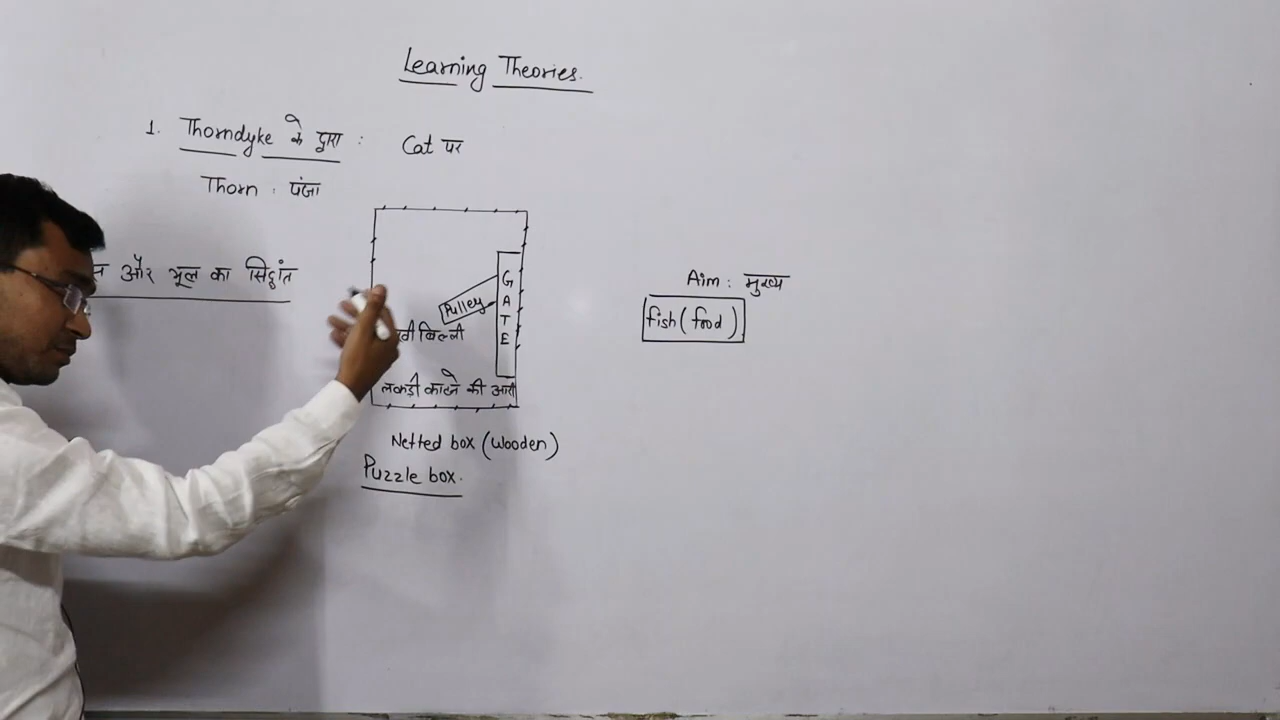 Learning Theories.
1. Thorndyke के द्वारा : Cat पर
Thorn : पंजा
और भूल का सिद्धांत
GATE
Pulley
बिल्ली
लकड़ी काटने की आरी
Netted box (Wooden)
Puzzle box.
Aim : मुख्य
fish (food)